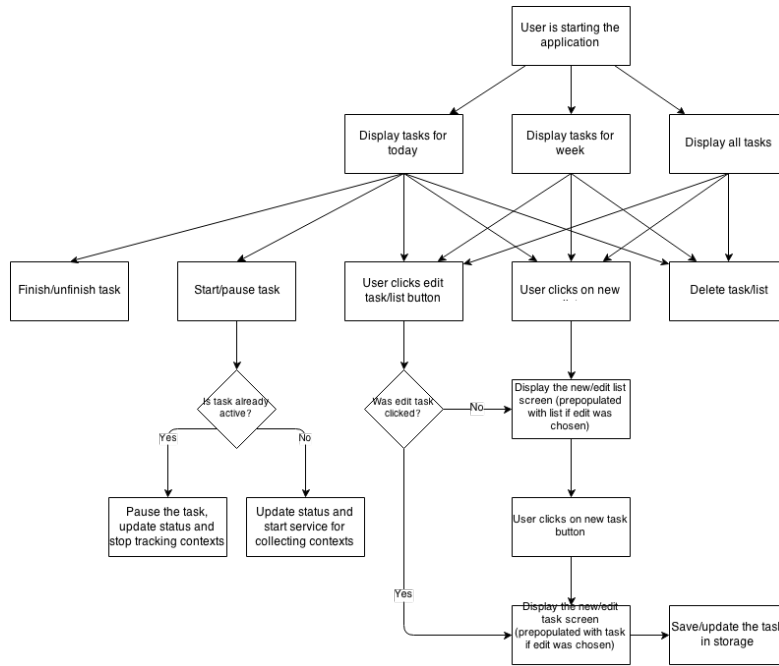 User is starting the
application
Display tasks for
today
Display tasks for
week
Display all tasks
Finish/unfinish task
Start/pause task
User clicks edit
task/list button
User clicks on new
Delete task/list
Is task already
active?
Was edit task
clicked?
No
Display the new/edit list
screen (prepopulated
with list if edit was
chosen)
Yes
No
Pause the task,
update status and
stop tracking contexts
Update status and
start service for
collecting contexts
User clicks on new task
button
Yes
Display the new/edit
task screen
(prepopulated with task
if edit was chosen)
Save/update the task
in storage